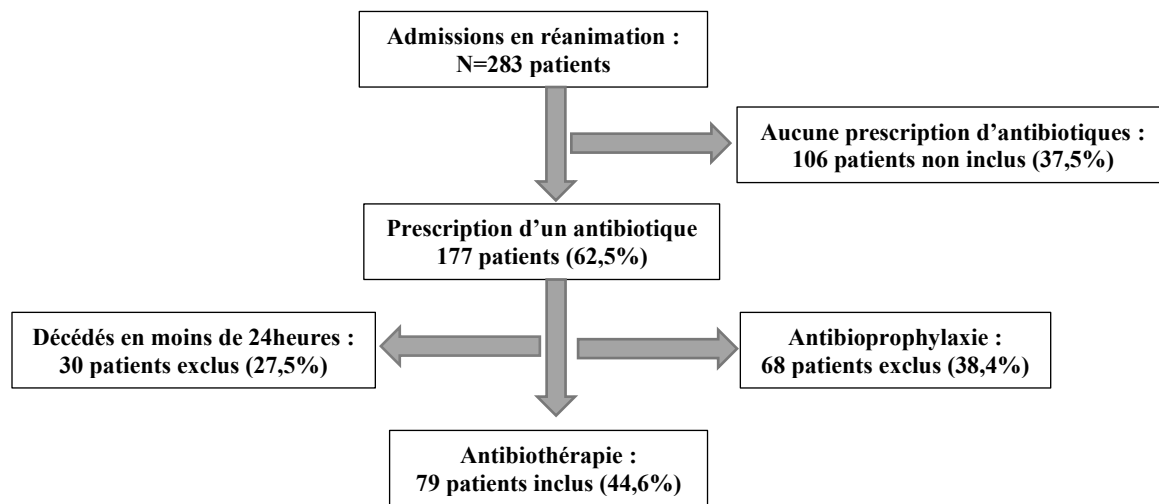 Admissions en réanimation :
N=283 patients
Aucune prescription d’antibiotiques :
106 patients non inclus (37,5%)
Prescription d’un antibiotique
177 patients (62,5%)
Décédés en moins de 24heures :
30 patients exclus (27,5%)
Antibioprophylaxie :
68 patients exclus (38,4%)
Antibiothérapie :
79 patients inclus (44,6%)